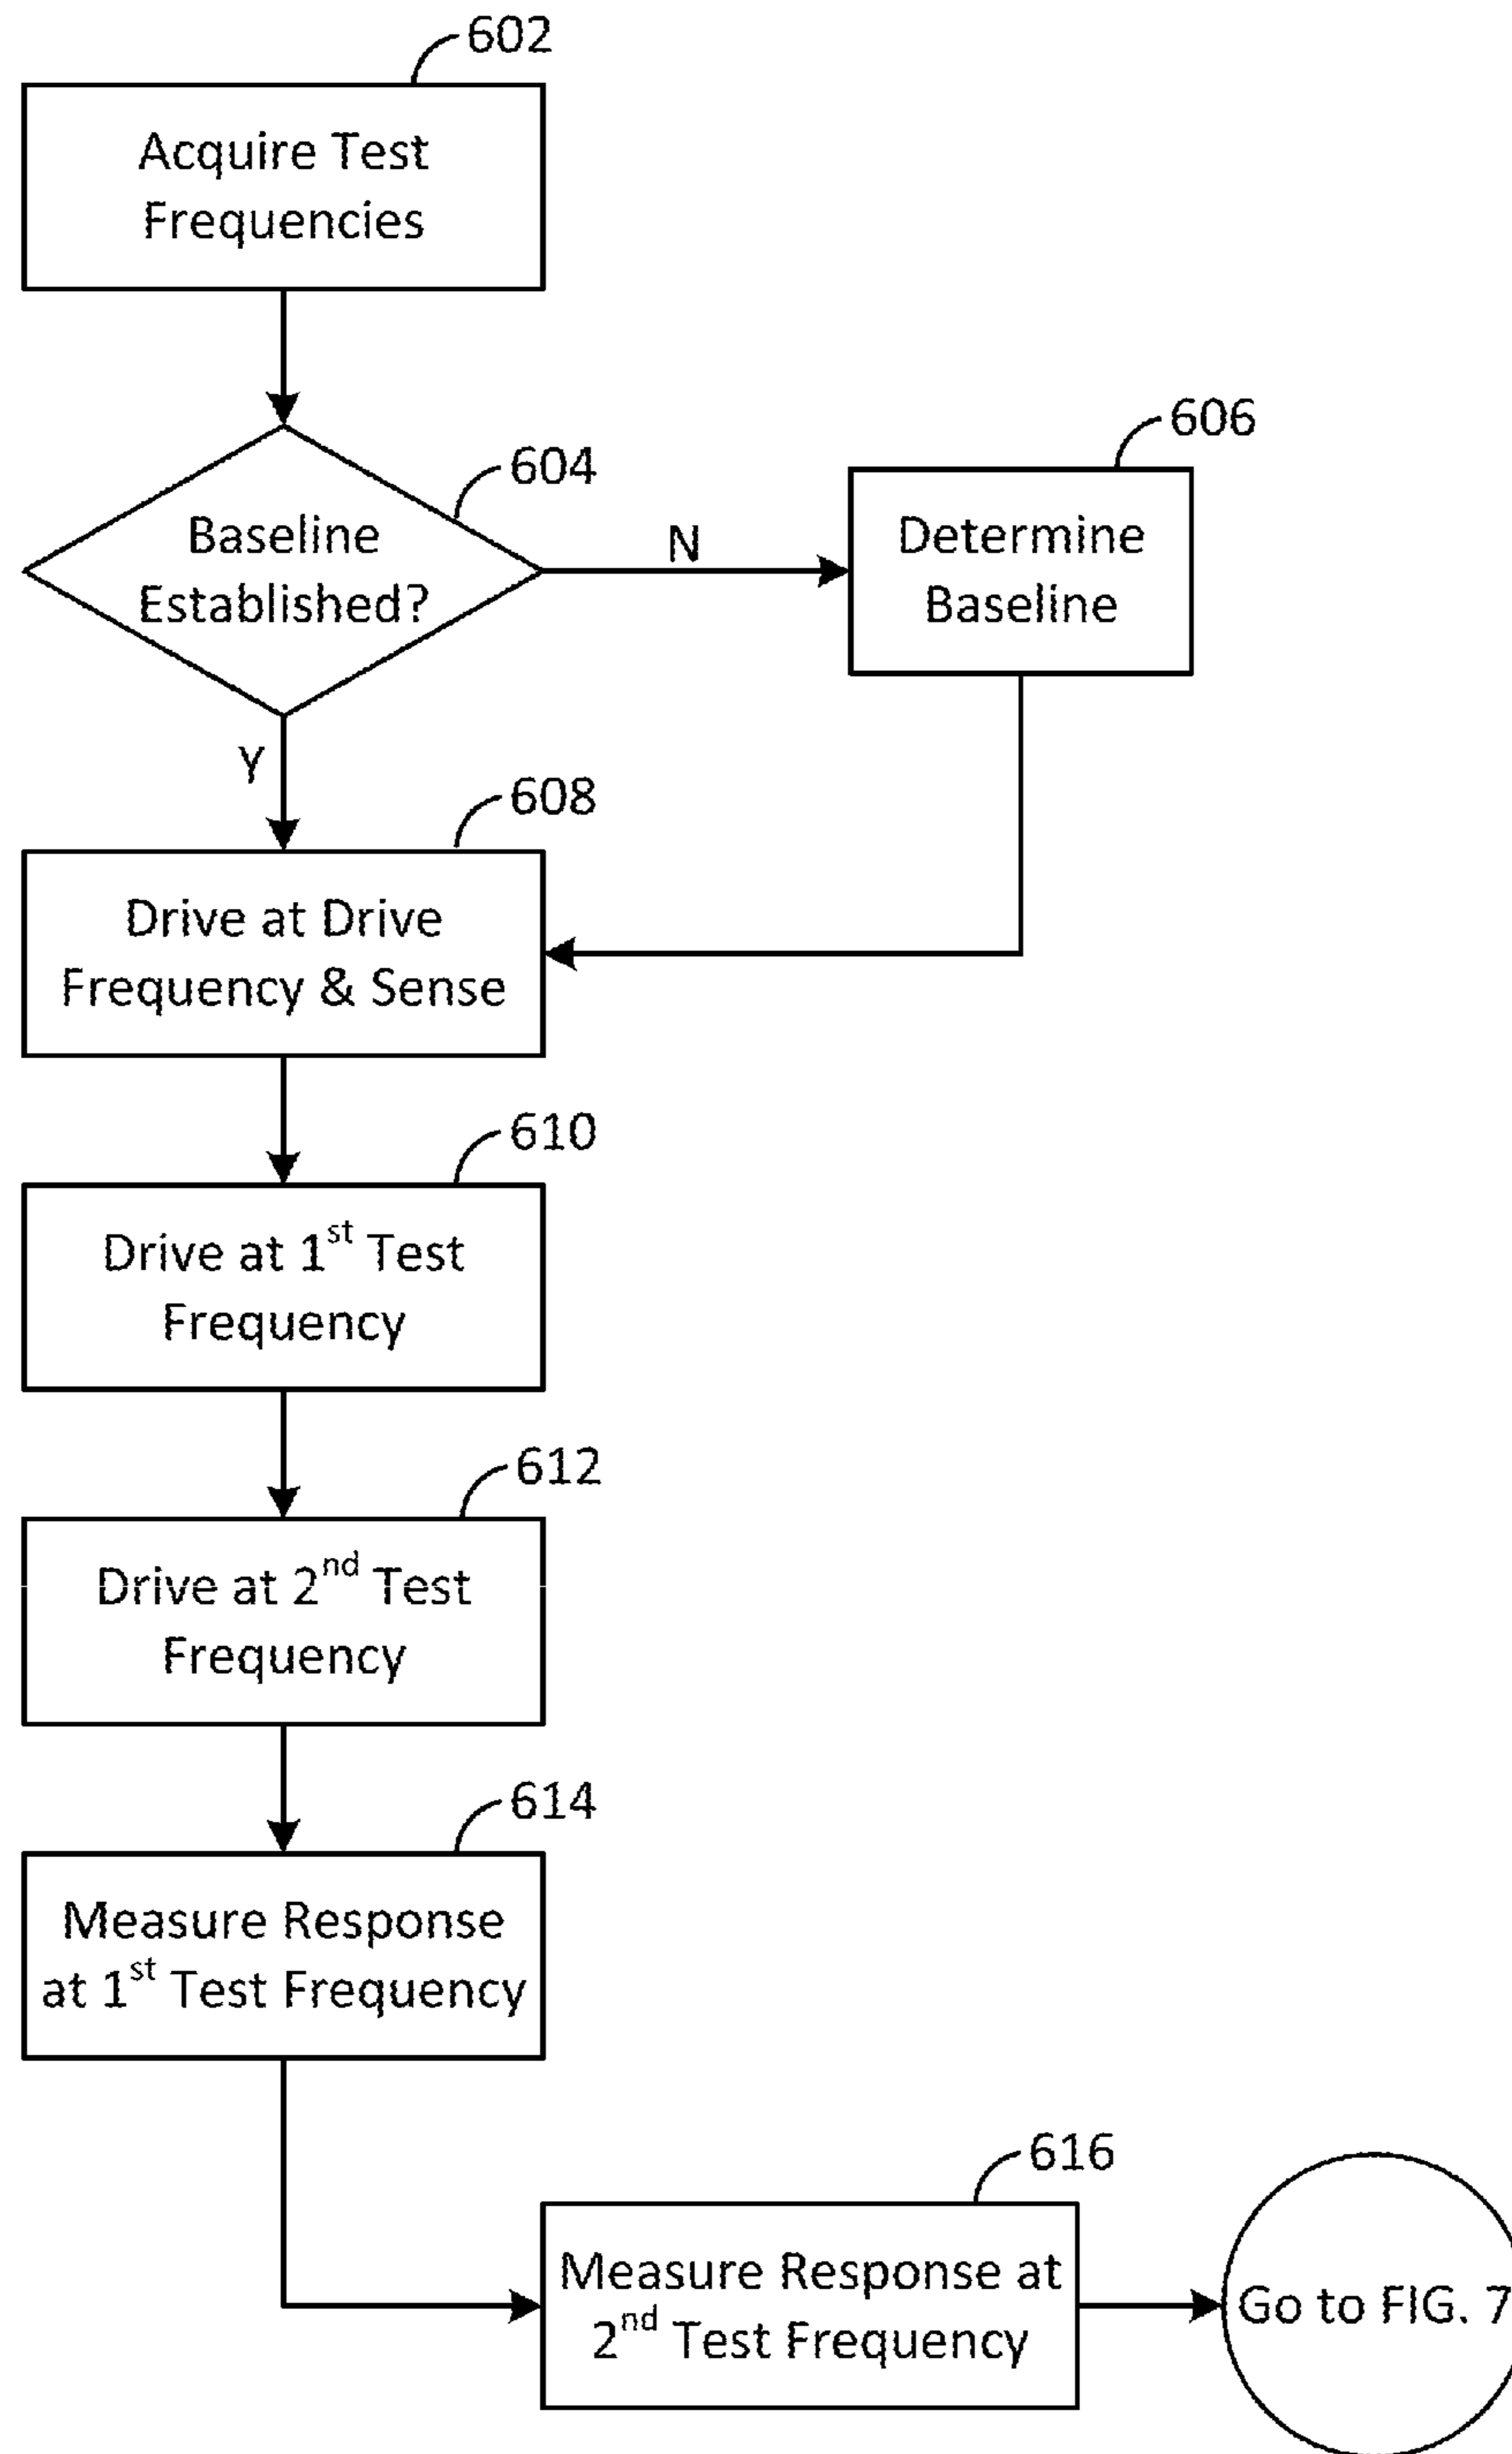 602
Acquire Test
Frequencies
604
Baseline
Established?
N
606
Determine
Baseline
Y
608
Drive at Drive
Frequency & Sense
610
Drive at 1st Test
Frequency
612
Drive at 2nd Test
Frequency
614
Measure Response
at 1st Test Frequency
616
Measure Response at
2nd Test Frequency
Go to FIG. 7